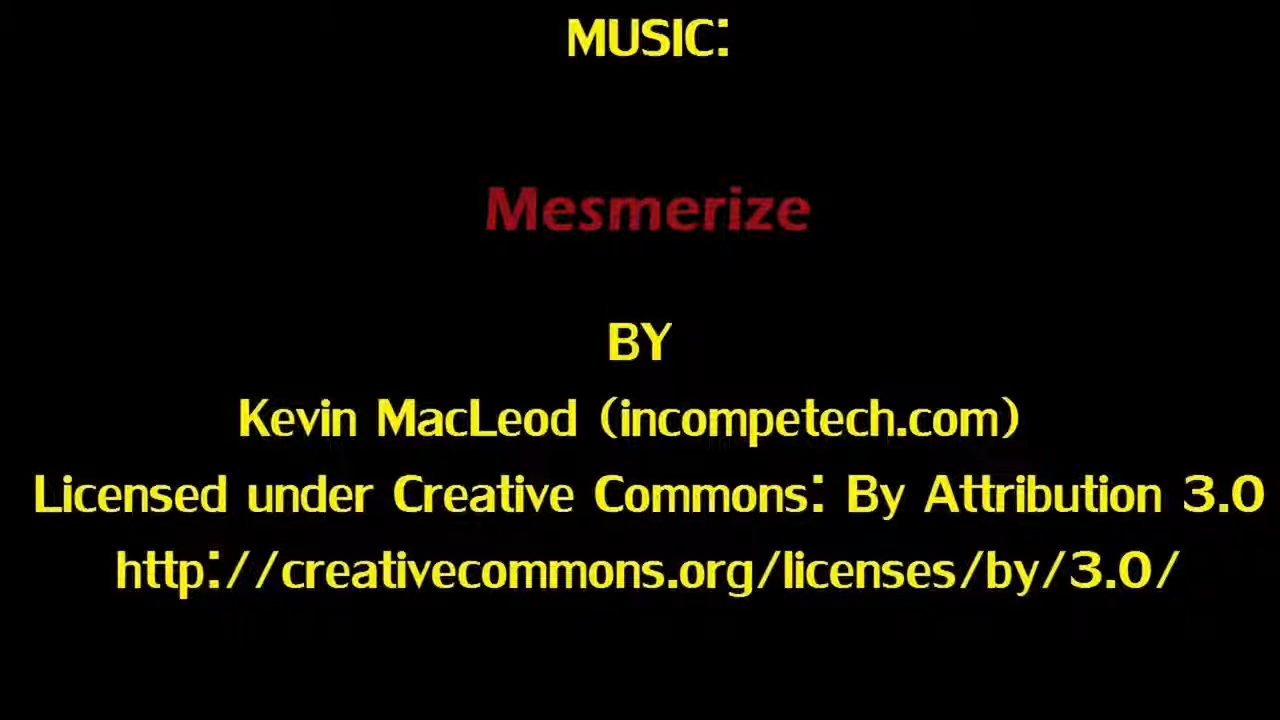 MUSIC:
Mesmerize
BY
Kevin MacLeod (incompetech.com)
Licensed under Creative Commons: By Attribution 3.0
http://creativecommons.org/licenses/by/3.0/